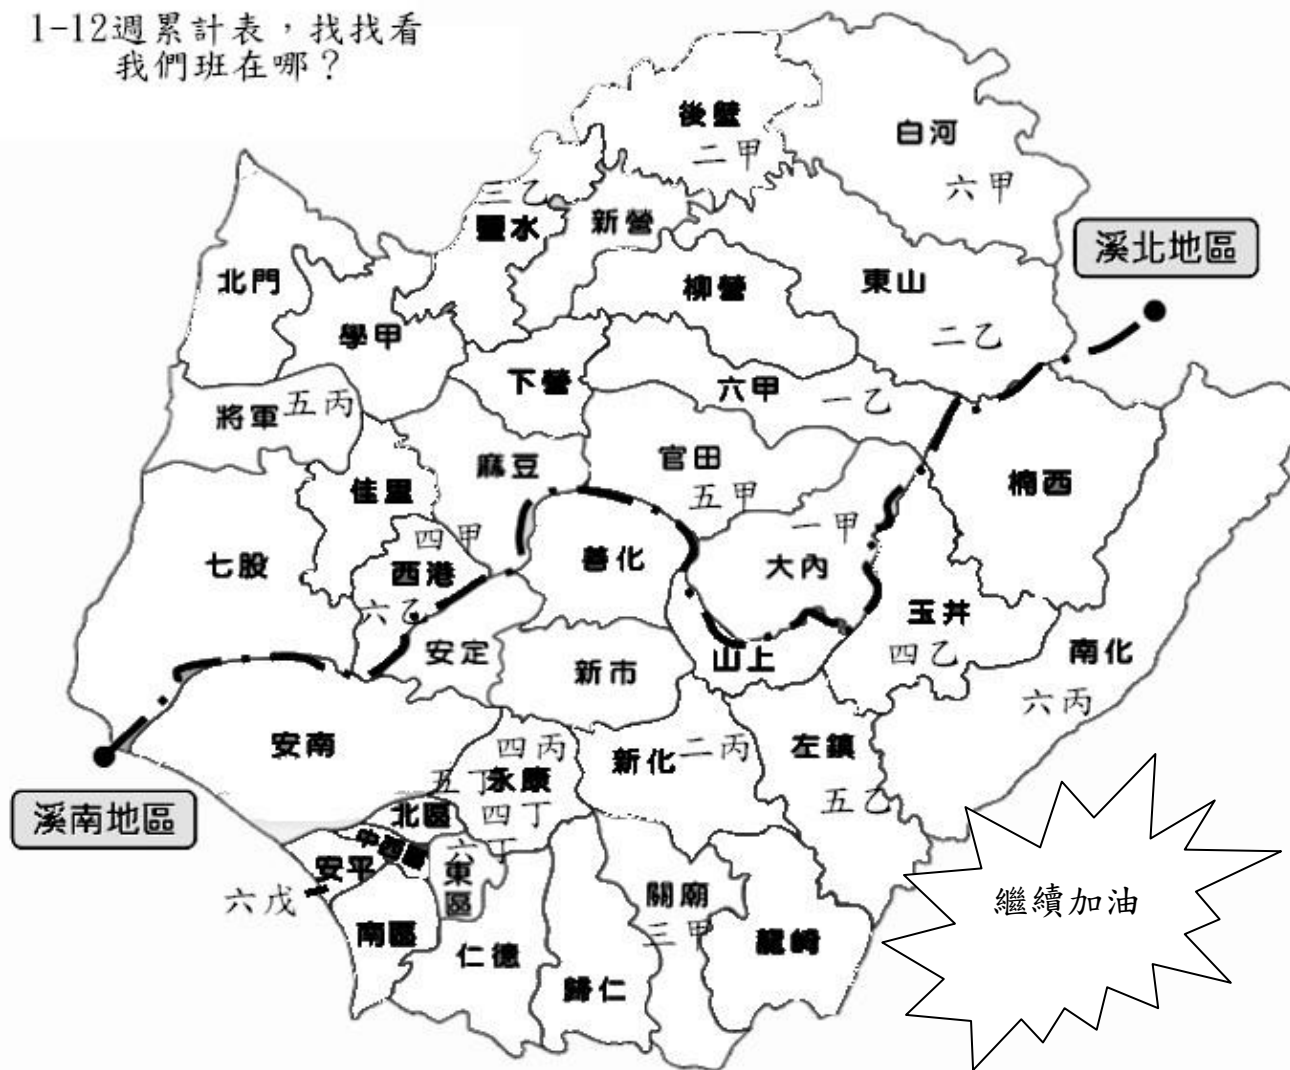 1-12週累計表，找找看
我們班在哪？
後壁
二甲
白河
六甲
三乙
鹽水
新營
溪北地區
北門
柳營
東山
學甲
二乙
下營
六甲
一乙
將軍
五丙
麻豆
官田
佳里
五甲
楠西
四甲
一甲
七股
西港
善化
大內
六乙
玉井
安定
新市
山上
四乙
南化
六丙
安南
四丙
新化
二丙
左鎮
五丁
永康
北區
四丁
五乙
溪南地區
中西區
六丁
安平
東區
六戊
關廟
繼續加油
南區
三甲
龍崎
仁德
歸仁